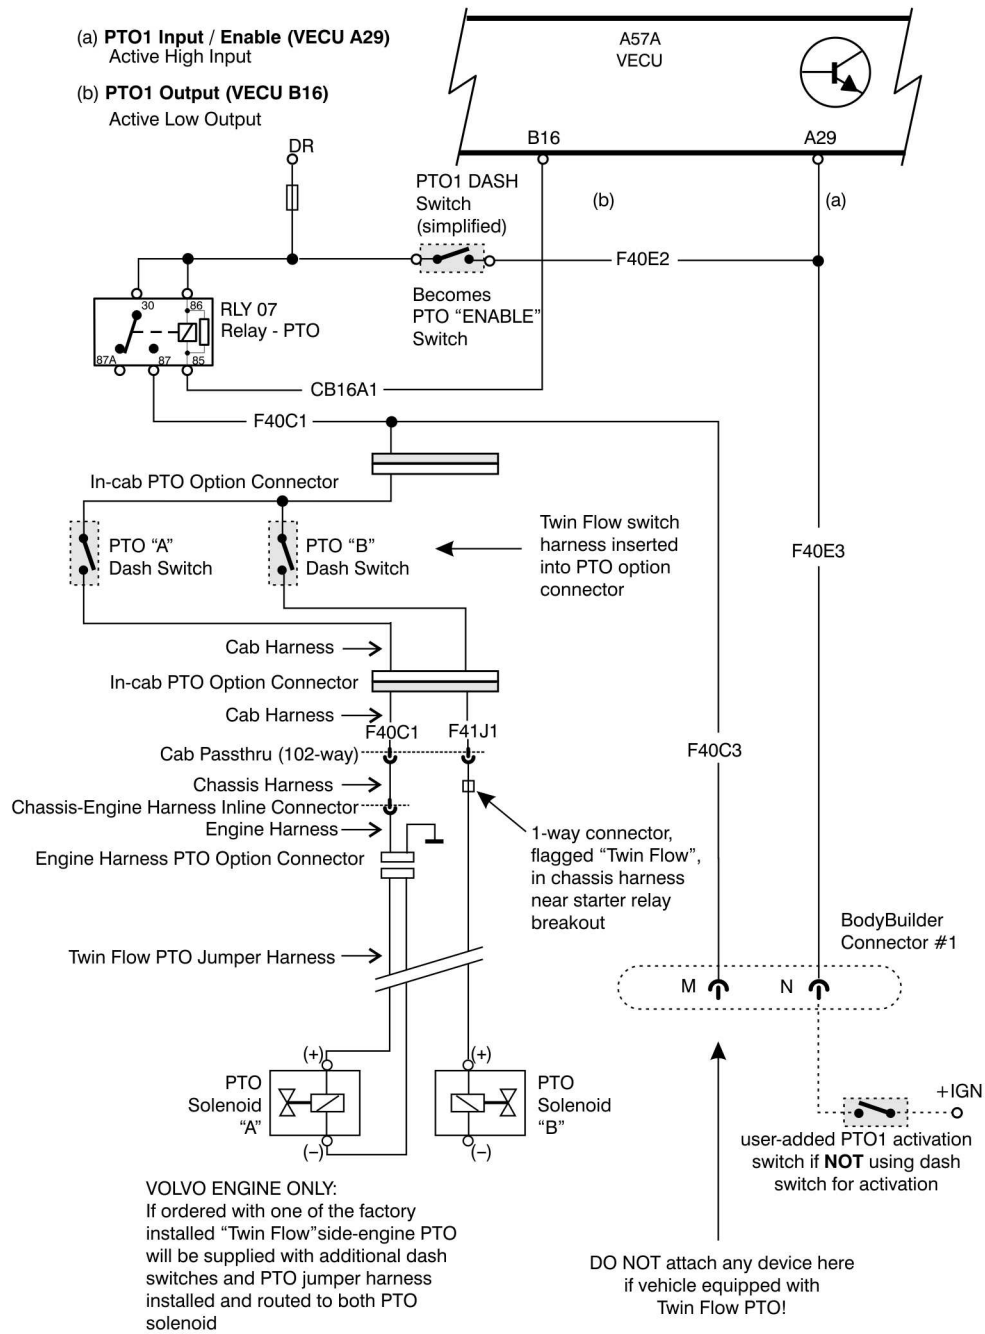 (a) PTO1 Input / Enable (VECU A29)
Active High Input
(b) PTO1 Output (VECU B16)
Active Low Output
A57A
VECU
B16
A29
DR
PTO1 DASH
Switch
(simplified)
(b)
(a)
F40E2
Becomes
PTO “ENABLE”
Switch
30
86
RLY 07
Relay - PTO
87A
87
85
CB16A1
F40C1
In-cab PTO Option Connector
PTO “A”
Dash Switch
PTO “B”
Dash Switch
Twin Flow switch
harness inserted
into PTO option
connector
F40E3
Cab Harness
In-cab PTO Option Connector
Cab Harness
F40C1
F41J1
Cab Passthru (102-way)
F40C3
Chassis Harness
Chassis-Engine Harness Inline Connector
Engine Harness
Engine Harness PTO Option Connector
1-way connector,
flagged “Twin Flow”,
in chassis harness
near starter relay
breakout
BodyBuilder
Connector #1
Twin Flow PTO Jumper Harness
M
N
(+)
(+)
PTO
Solenoid
“A”
PTO
Solenoid
“B”
(–)
(–)
+IGN
user-added PTO1 activation
switch if NOT using dash
switch for activation
VOLVO ENGINE ONLY:
If ordered with one of the factory
installed “Twin Flow”side-engine PTO
will be supplied with additional dash
switches and PTO jumper harness
installed and routed to both PTO
solenoid
DO NOT attach any device here
if vehicle equipped with
Twin Flow PTO!